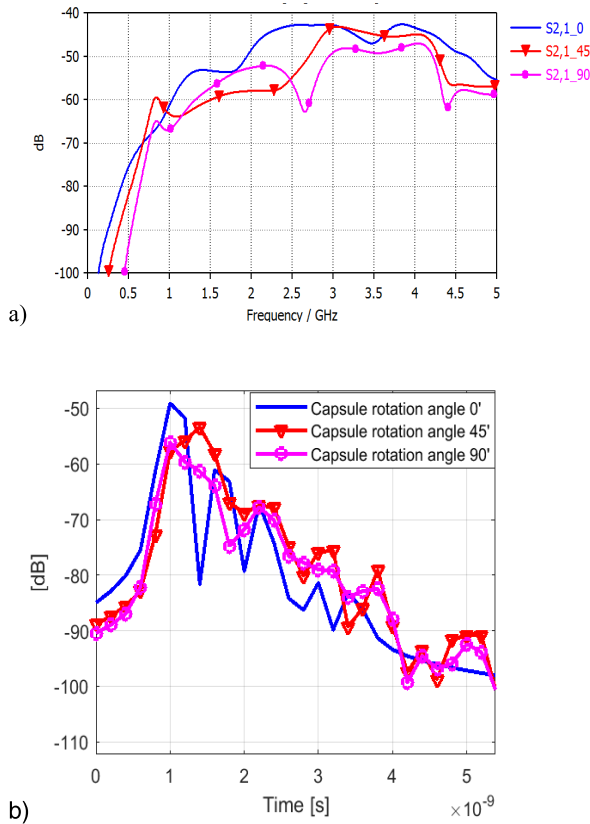 -40
-50
-60
-70
-80
-90
-100
dB
0 0.5 1 1.5 2 2.5 3 3.5 4 4.5 5
Frequency / GHz
S2,1_0
S2,1_45
S2,1_90
a)
-50
-60
-70
-80
-90
-100
-110
[dB]
Capsule rotation angle 0'
Capsule rotation angle 45'
Capsule rotation angle 90'
0 1 2 3 4 5
Time [s]
×10-9
b)